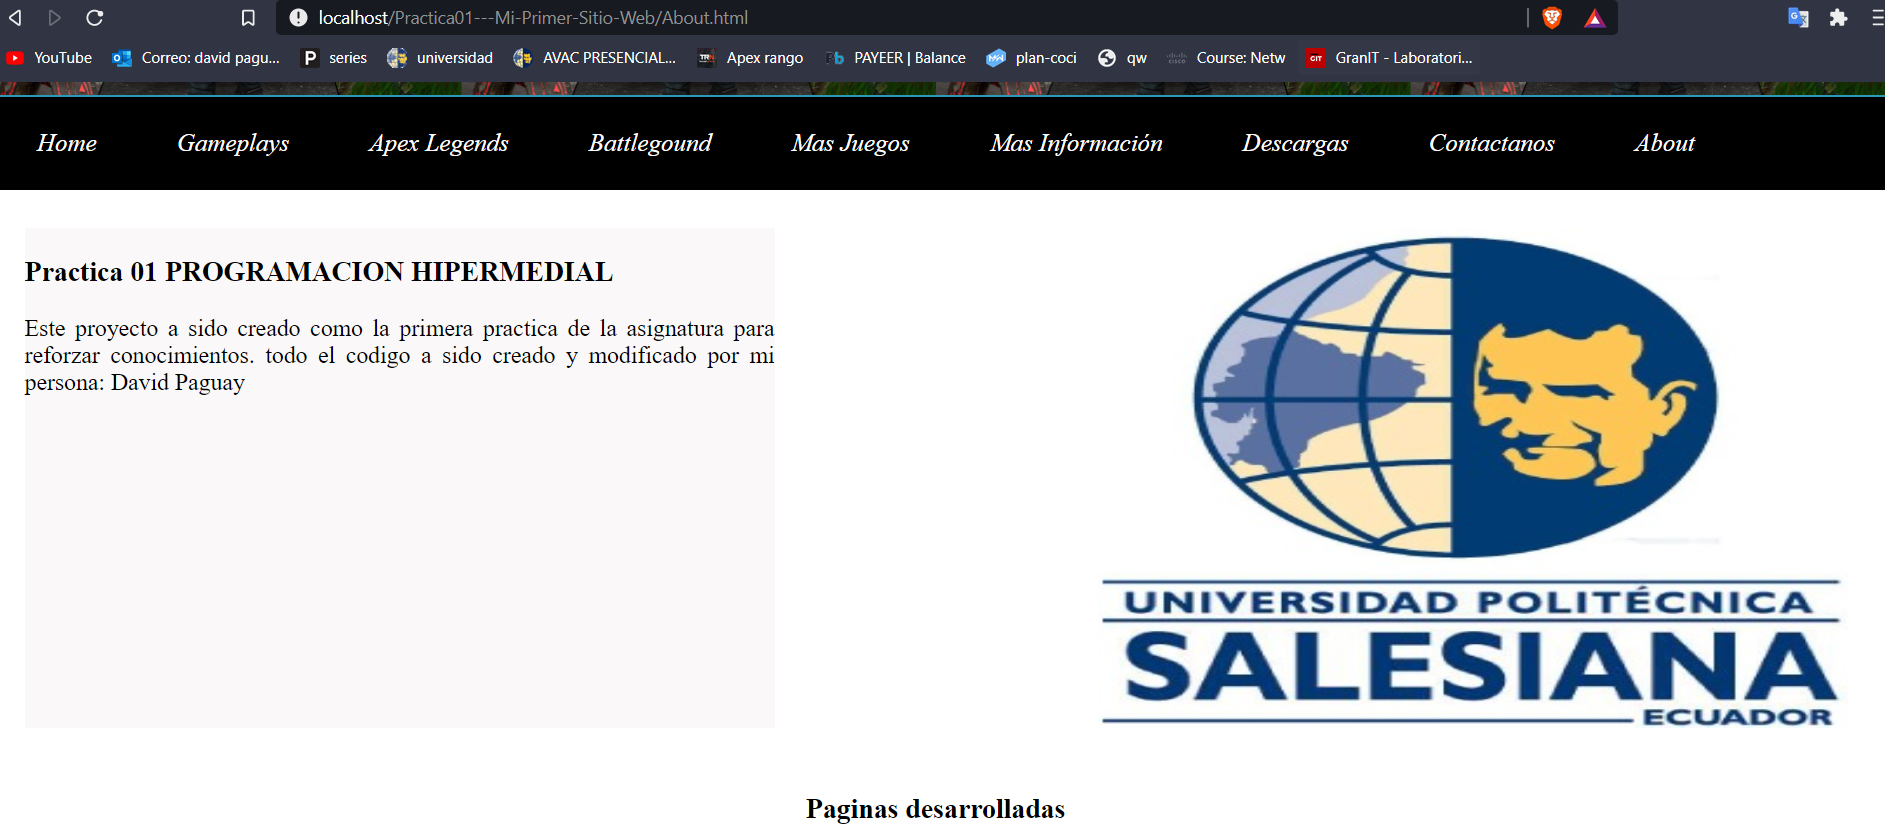 localhost/Practica01---Mi-Primer-Sitio-Web/About.html
YouTube Correo: david pagu... P series universidad AVAC PRESENCIAL... Apex rango PAYEER | Balance plan-coci qw Course: Netw GIT GranIT - Laboratori...
Home Gameplays Apex Legends Battlegound Mas Juegos Mas Información Descargas Contactanos About
Practica 01 PROGRAMACION HIPERMEDIAL
Este proyecto a sido creado como la primera practica de la asignatura para
reforzar conocimientos. todo el codigo a sido creado y modificado por mi
persona: David Paguay
UNIVERSIDAD POLITÉCNICA
SALESIANA
ECUADOR
Paginas desarrolladas